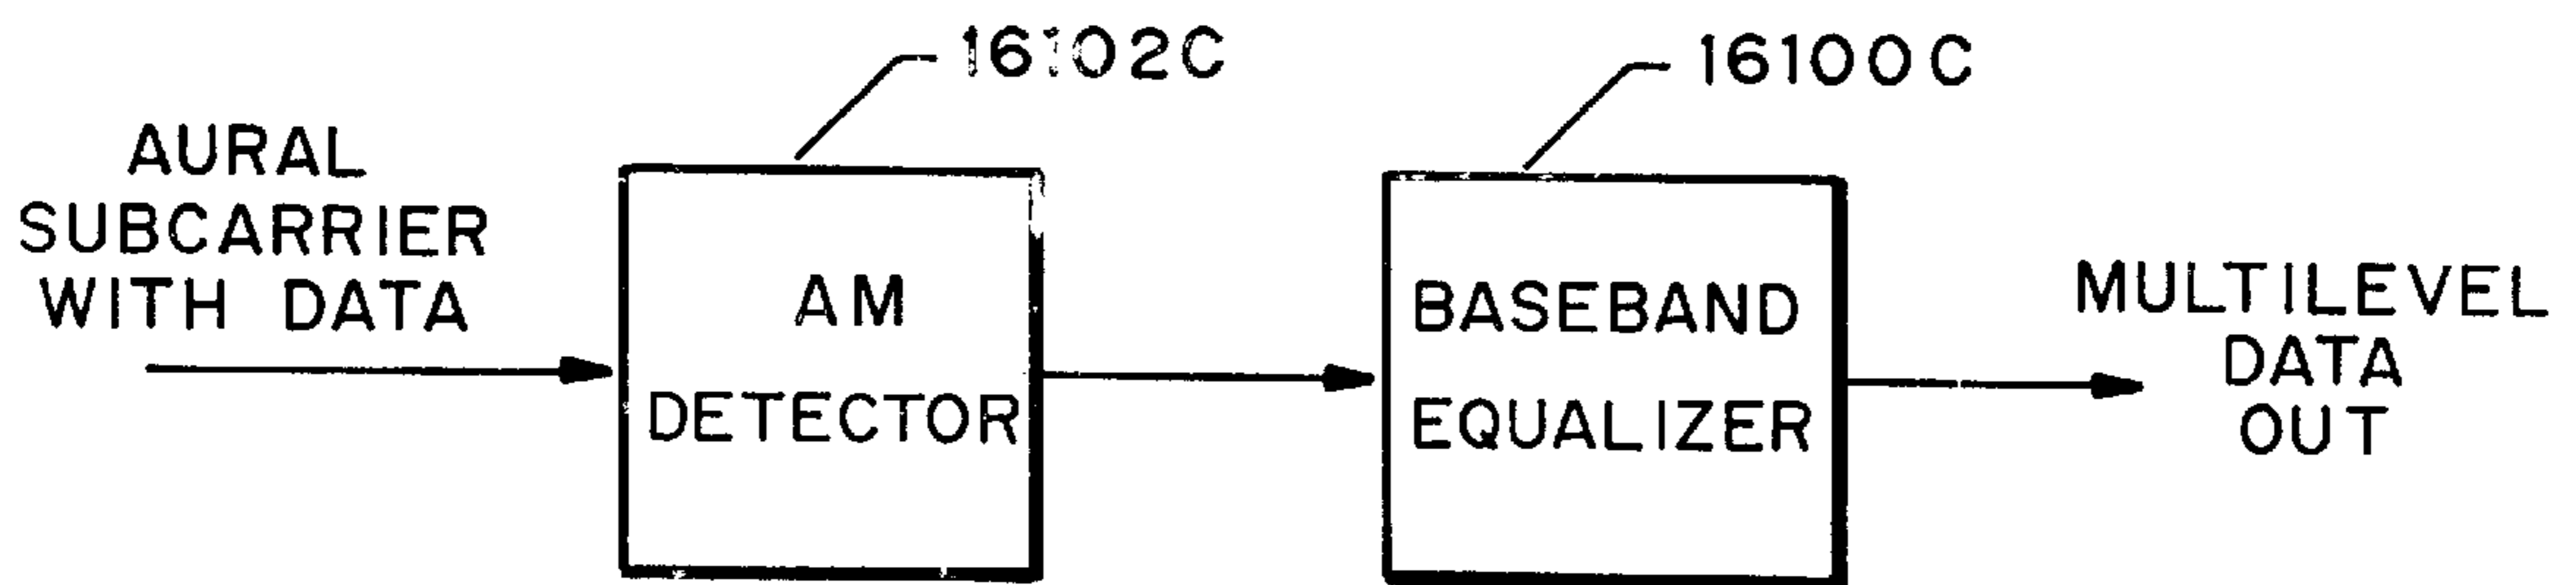 16102C
16100C
AURAL
SUBCARRIER
WITH DATA
AM
DETECTOR
BASEBAND
EQUALIZER
MULTILEVEL
DATA
OUT